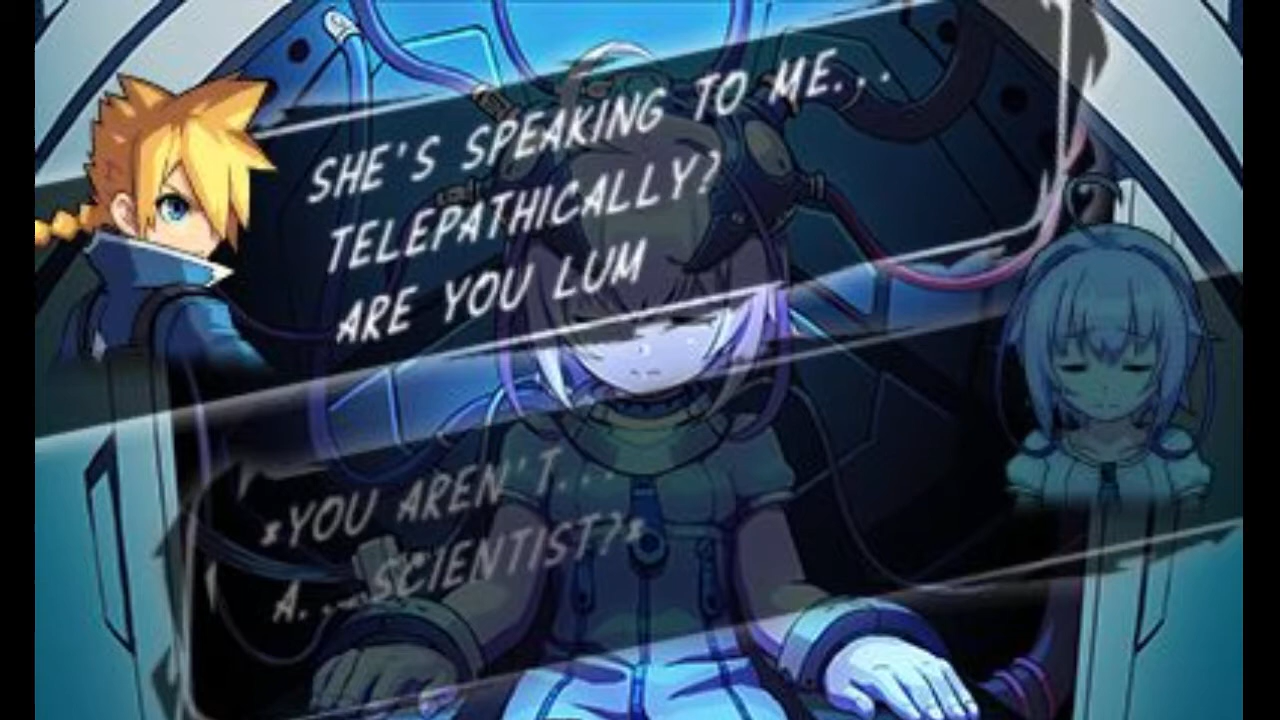 SHE'S SPEAKING TO ME...
TELEPATHICALLY?
ARE YOU LUM
*YOU AREN'T...
A...SCIENTIST?*